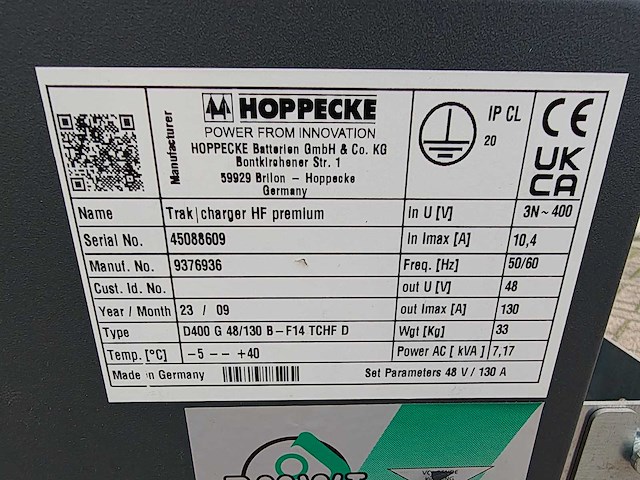 HOPPECKE
POWER FROM INNOVATION
Manufacturer
HOPPECKE Batterien GmbH & Co. KG
Bontkirchener Str. 1
59929 Brilon - Hoppecke
Germany
IP CL
20
CE
UK
CA
Name Trak|charger HF premium In U [V] 3N~400
Serial No. 45088609 In Imax [A] 10,4
Manuf. No. 9376936 Freq. [Hz] 50/60
Cust. Id. No. out U [V] 48
Year / Month 23 / 09 out Imax [A] 130
Type D400 G 48/130 B-F14 TCHF D Wgt [Kg] 33
Temp. [°C] -5 -- +40 Power AC [ kVA ] 7,17
Made in Germany Set Parameters 48 V / 130 A